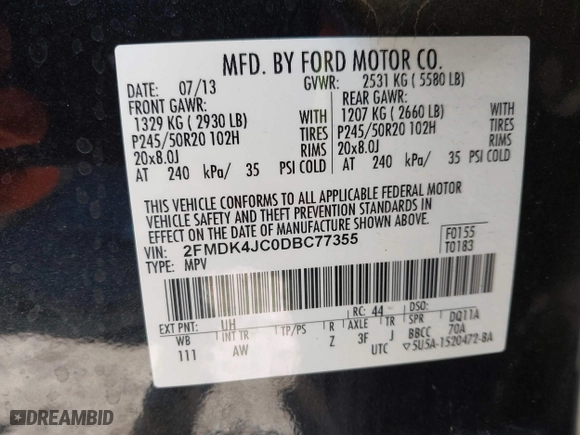 MFD. BY FORD MOTOR CO.
DATE: 07/13 GVWR: 2531 KG ( 5580 LB)
FRONT GAWR: REAR GAWR:
1329 KG ( 2930 LB) WITH 1207 KG ( 2660 LB) WITH
P245/50R20 102H TIRES P245/50R20 102H TIRES
20x8.0J RIMS 20x8.0J RIMS
AT 240 kPa/ 35 PSI COLD AT 240 kPa/ 35 PSI COLD
THIS VEHICLE CONFORMS TO ALL APPLICABLE FEDERAL MOTOR
VEHICLE SAFETY AND THEFT PREVENTION STANDARDS IN
EFFECT ON THE DATE OF MANUFACTURE SHOWN ABOVE.
VIN: 2FMDK4JC0DBC77355 F0155
TYPE: MPV T0183
EXT PNT: UH RC: 44 DSO:
WB INT TR TP/PS R AXLE TR SPR DQ11A
111 AW Z 3F J BBCC 70A
UTC ▽5U5A-1520472-BA
DREAMBID